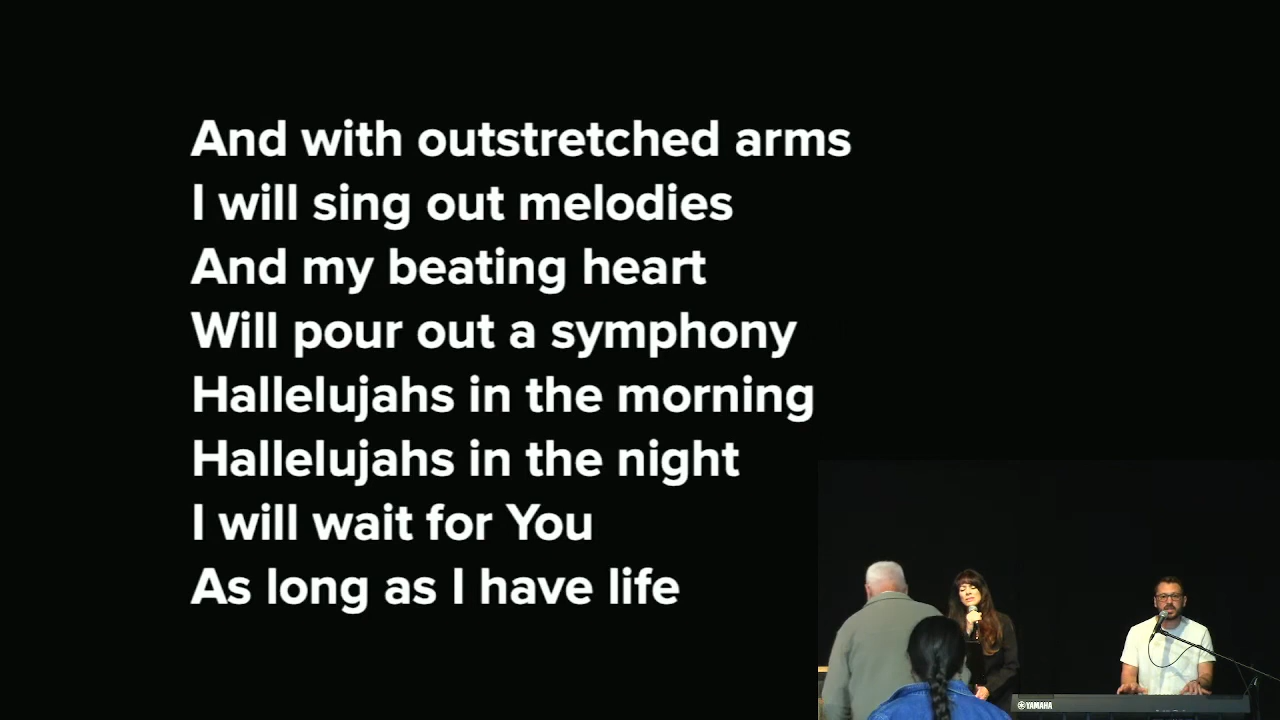 And with outstretched arms
I will sing out melodies
And my beating heart
Will pour out a symphony
Hallelujahs in the morning
Hallelujahs in the night
I will wait for You
As long as I have life
YAMAHA